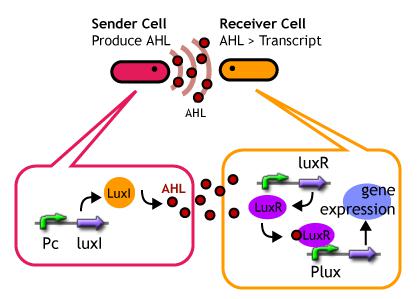 Sender Cell
Produce AHL
Receiver Cell
AHL > Transcript
AHL
LuxI
AHL
Pc luxI
luxR
LuxR
LuxR
gene
expression
Plux